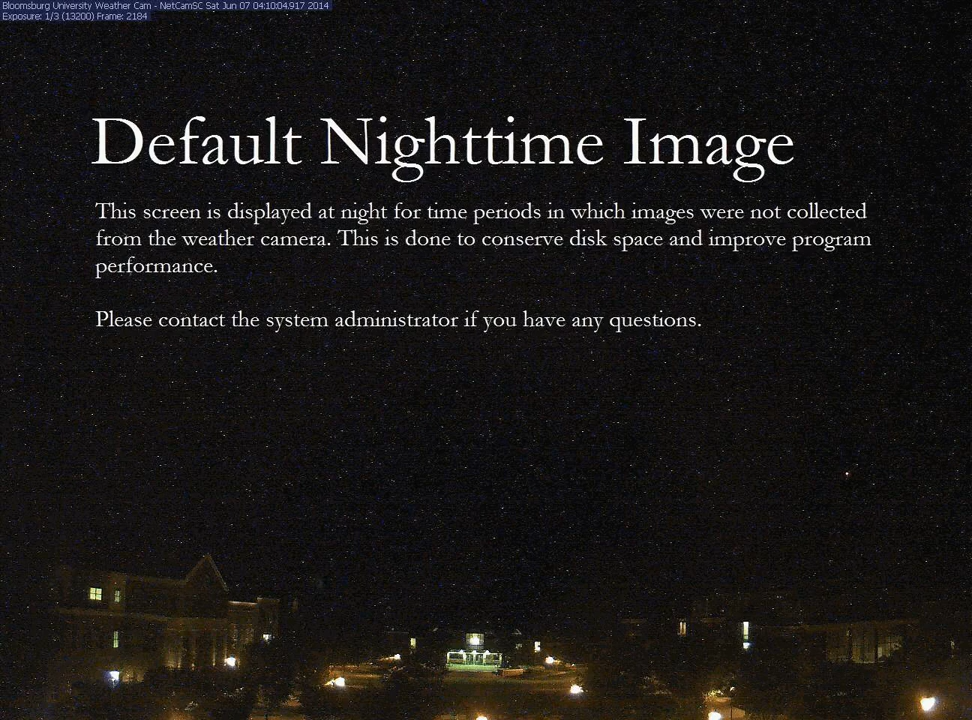 Bloomsburg University Weather Cam - NetCamSC Sat Jun 07 04:10:04.917 2014
Exposure: 1/3 (13200) Frame: 2184
Default Nighttime Image
This screen is displayed at night for time periods in which images were not collected
from the weather camera. This is done to conserve disk space and improve program
performance.
Please contact the system administrator if you have any questions.